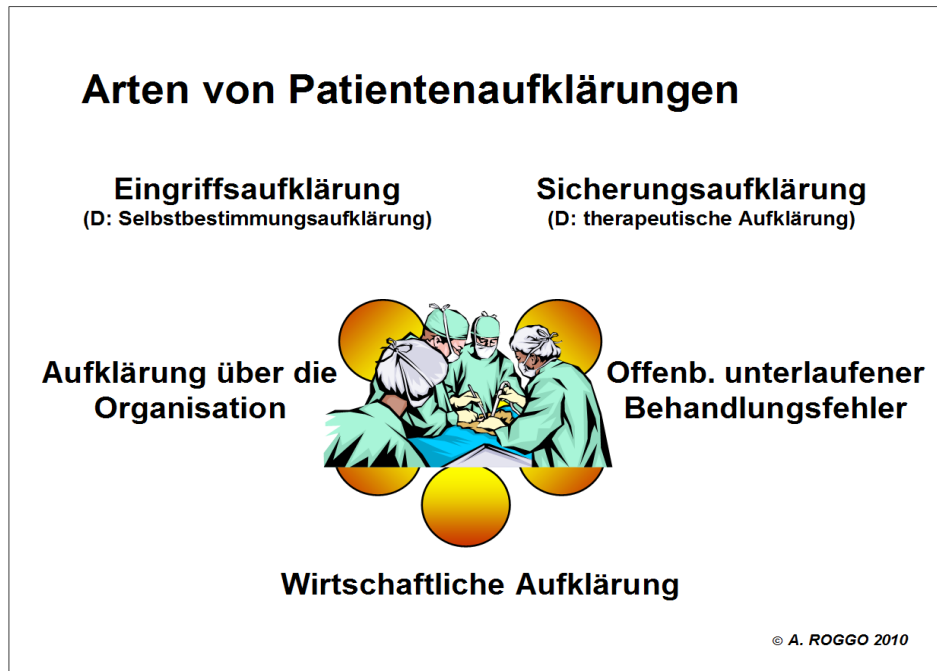 Arten von Patientenaufklärungen
Eingriffsaufklärung
(D: Selbstbestimmungsaufklärung)
Sicherungsaufklärung
(D: therapeutische Aufklärung)
Aufklärung über die
Organisation
Offenb. unterlaufener
Behandlungsfehler
Wirtschaftliche Aufklärung
© A. ROGGO 2010